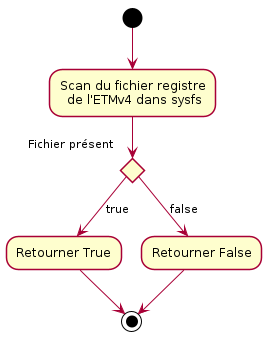 Scan du fichier registre
de l'ETMv4 dans sysfs
Fichier présent
true
false
Retourner True
Retourner False